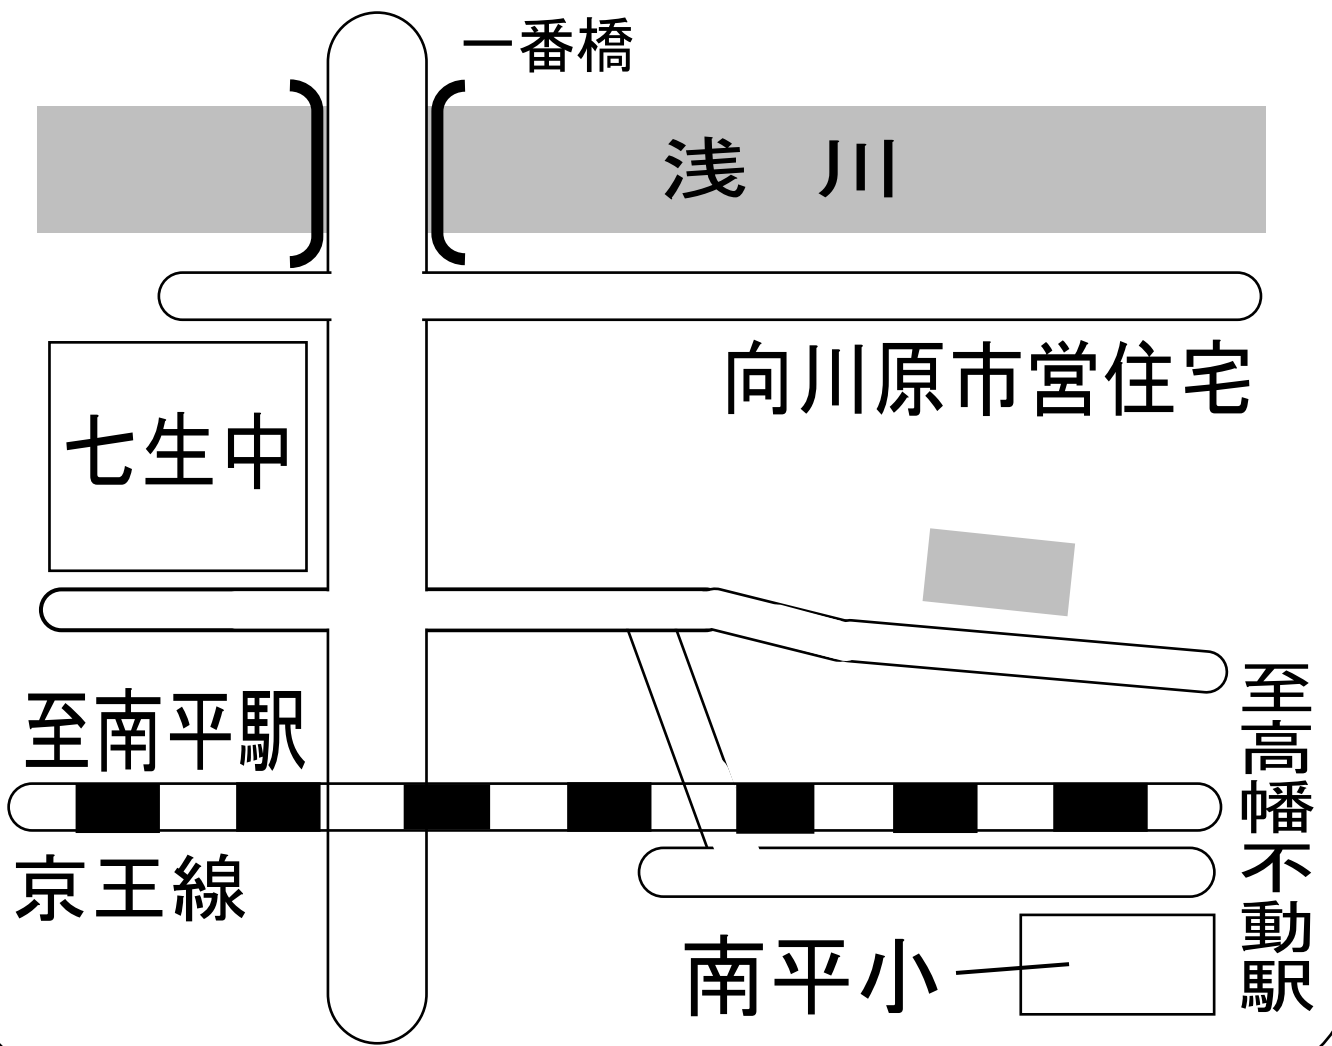 一番橋
浅川
向川原市営住宅
七生中
至南平駅
至高幡不動駅
京王線
南平小